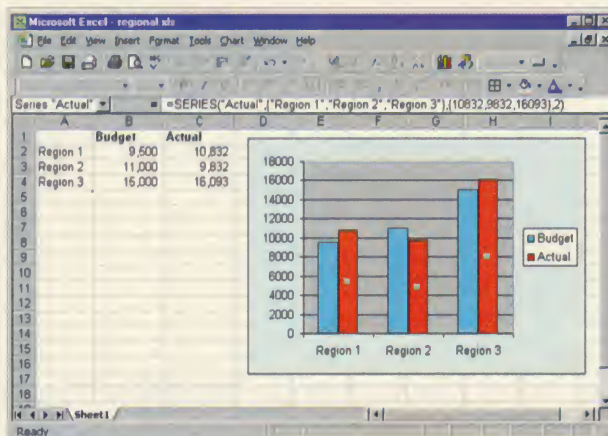 Microsoft Excel - regional.xls
File Edit View Insert Format Tools Chart Window Help
Series "Actual" = =SERIES("Actual",{"Region 1","Region 2","Region 3"},{10832,9832,16093},2)
A B C D E F G H I
1 Budget Actual
2 Region 1 9,500 10,832
3 Region 2 11,000 9,832
4 Region 3 15,000 16,093
5
6
7
8
9
10
11
12
13
14
15
16
17
18
18000
16000
14000
12000
10000
8000
6000
4000
2000
0
Region 1 Region 2 Region 3
Budget
Actual
Sheet1
Ready